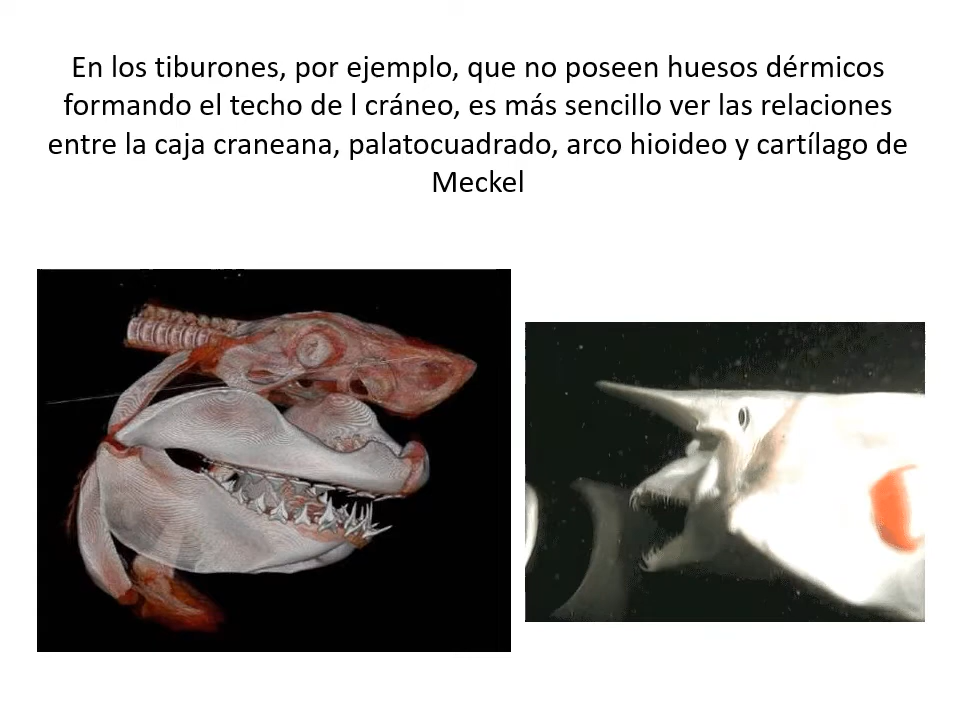 En los tiburones, por ejemplo, que no poseen huesos dérmicos
formando el techo de l cráneo, es más sencillo ver las relaciones
entre la caja craneana, palatocuadrado, arco hioideo y cartílago de
Meckel